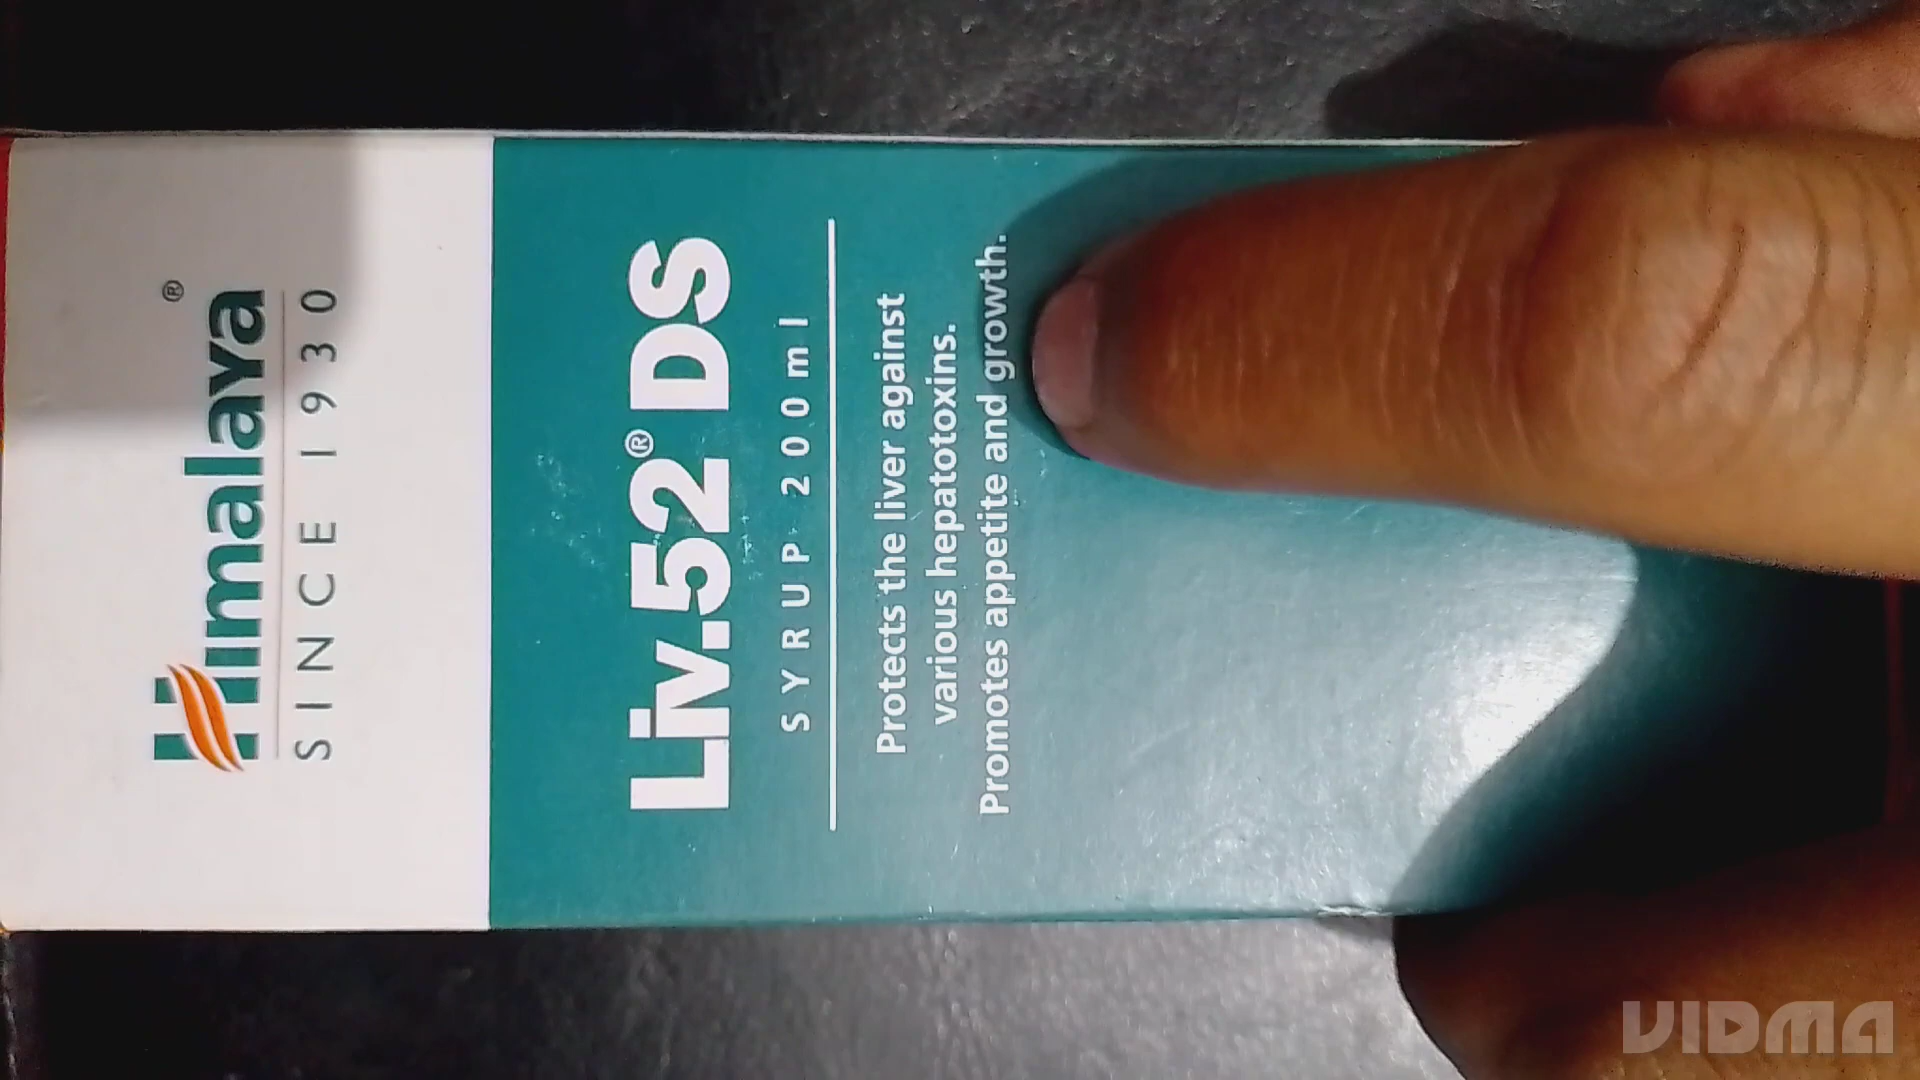 Himalaya®
SINCE 1930
Liv.52® DS
SYRUP 200ml
Protects the liver against
various hepatotoxins.
Promotes appetite and growth.
VIDMA